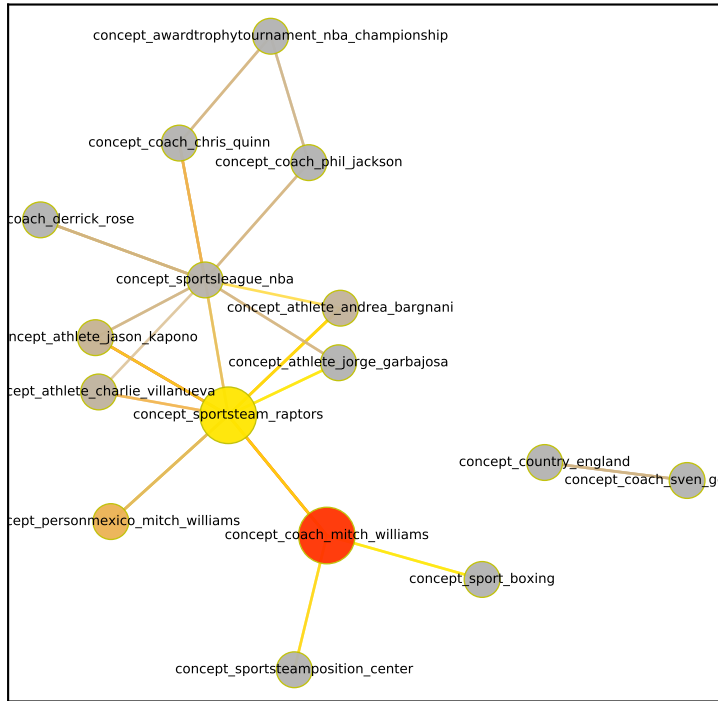 concept_awardtrophytournament_nba_championship
concept_coach_chris_quinn
concept_coach_phil_jackson
coach_derrick_rose
concept_sportsleague_nba
concept_athlete_andrea_bargnani
ncept_athlete_jason_kapono
concept_athlete_jorge_garbajosa
cept_athlete_charlie_villanueva
concept_sportsteam_raptors
concept_country_england
concept_coach_sven_g
cept_personmexico_mitch_williams
concept_coach_mitch_williams
concept_sport_boxing
concept_sportsteamposition_center